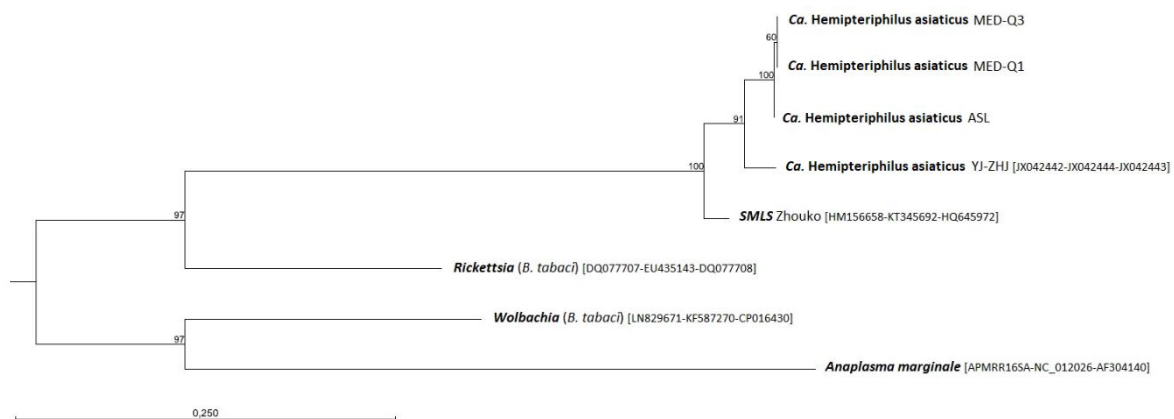 Ca. Hemipteriphilus asiaticus MED-Q3
60
Ca. Hemipteriphilus asiaticus MED-Q1
100
Ca. Hemipteriphilus asiaticus ASL
91
Ca. Hemipteriphilus asiaticus YJ-ZHJ [JX042442-JX042444-JX042443]
100
SMLS Zhouko [HM156658-KT345692-HQ645972]
97
Rickettsia (B. tabaci) [DQ077707-EU435143-DQ077708]
Wolbachia (B. tabaci) [LN829671-KF587270-CP016430]
97
Anaplasma marginale [APMRR16SA-NC_012026-AF304140]
0,250